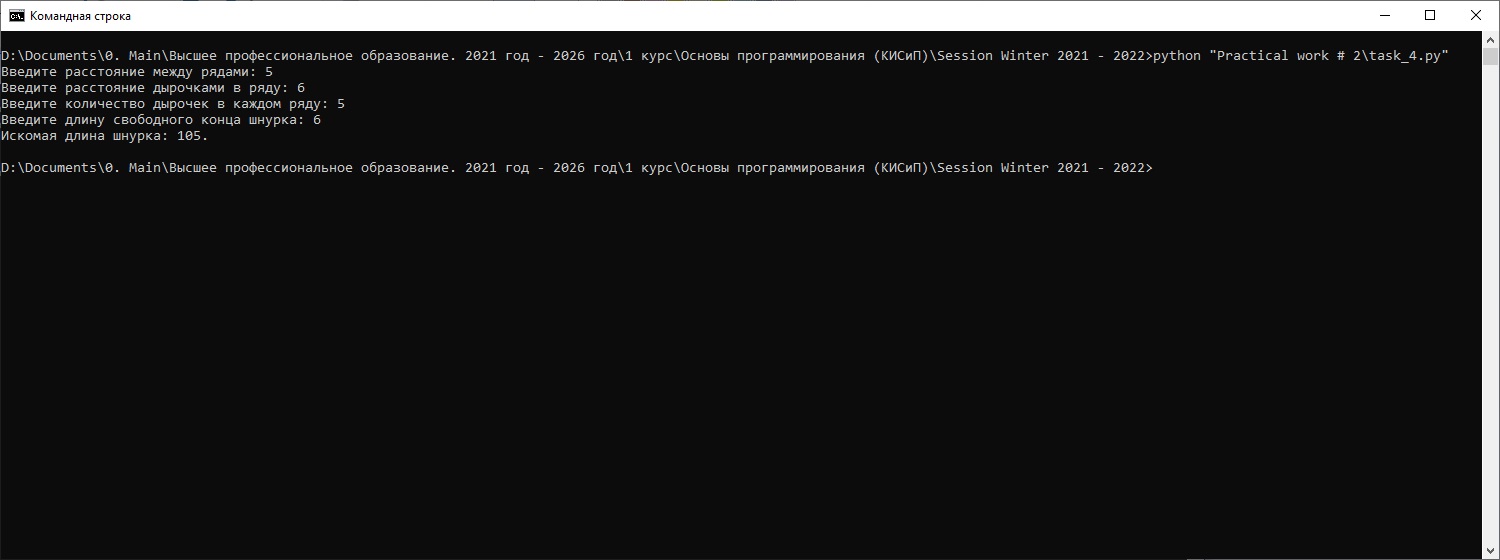 Командная строка
D:\Documents\0. Main\Высшее профессиональное образование. 2021 год - 2026 год\1 курс\Основы программирования (КИСиП)\Session Winter 2021 - 2022>python "Practical work # 2\task_4.py"
Введите расстояние между рядами: 5
Введите расстояние дырочками в ряду: 6
Введите количество дырочек в каждом ряду: 5
Введите длину свободного конца шнурка: 6
Искомая длина шнурка: 105.
D:\Documents\0. Main\Высшее профессиональное образование. 2021 год - 2026 год\1 курс\Основы программирования (КИСиП)\Session Winter 2021 - 2022>